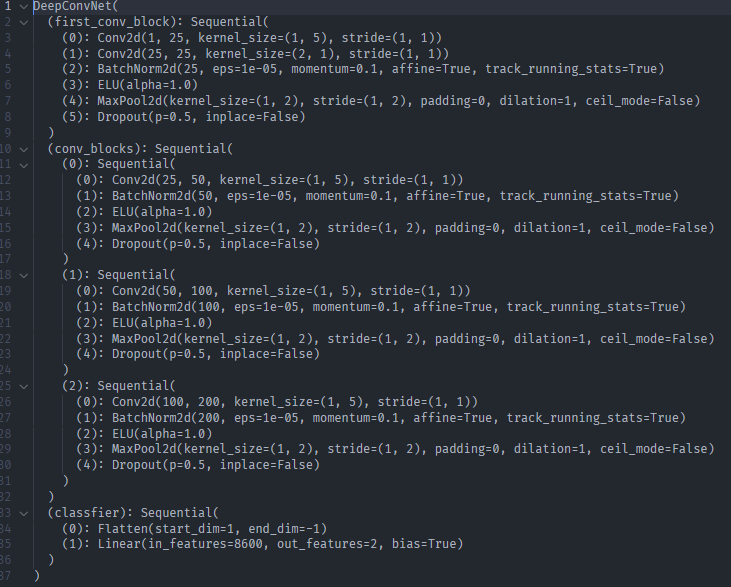 1 DeepConvNet(
2 (first_conv_block): Sequential(
3 (0): Conv2d(1, 25, kernel_size=(1, 5), stride=(1, 1))
4 (1): Conv2d(25, 25, kernel_size=(2, 1), stride=(1, 1))
5 (2): BatchNorm2d(25, eps=1e-05, momentum=0.1, affine=True, track_running_stats=True)
6 (3): ELU(alpha=1.0)
7 (4): MaxPool2d(kernel_size=(1, 2), stride=(1, 2), padding=0, dilation=1, ceil_mode=False)
8 (5): Dropout(p=0.5, inplace=False)
9 )
10 (conv_blocks): Sequential(
11 (0): Sequential(
12 (0): Conv2d(25, 50, kernel_size=(1, 5), stride=(1, 1))
13 (1): BatchNorm2d(50, eps=1e-05, momentum=0.1, affine=True, track_running_stats=True)
14 (2): ELU(alpha=1.0)
15 (3): MaxPool2d(kernel_size=(1, 2), stride=(1, 2), padding=0, dilation=1, ceil_mode=False)
16 (4): Dropout(p=0.5, inplace=False)
17 )
18 (1): Sequential(
19 (0): Conv2d(50, 100, kernel_size=(1, 5), stride=(1, 1))
20 (1): BatchNorm2d(100, eps=1e-05, momentum=0.1, affine=True, track_running_stats=True)
21 (2): ELU(alpha=1.0)
22 (3): MaxPool2d(kernel_size=(1, 2), stride=(1, 2), padding=0, dilation=1, ceil_mode=False)
23 (4): Dropout(p=0.5, inplace=False)
24 )
25 (2): Sequential(
26 (0): Conv2d(100, 200, kernel_size=(1, 5), stride=(1, 1))
27 (1): BatchNorm2d(200, eps=1e-05, momentum=0.1, affine=True, track_running_stats=True)
28 (2): ELU(alpha=1.0)
29 (3): MaxPool2d(kernel_size=(1, 2), stride=(1, 2), padding=0, dilation=1, ceil_mode=False)
30 (4): Dropout(p=0.5, inplace=False)
31 )
32 )
33 (classfier): Sequential(
34 (0): Flatten(start_dim=1, end_dim=-1)
35 (1): Linear(in_features=8600, out_features=2, bias=True)
36 )
37 )